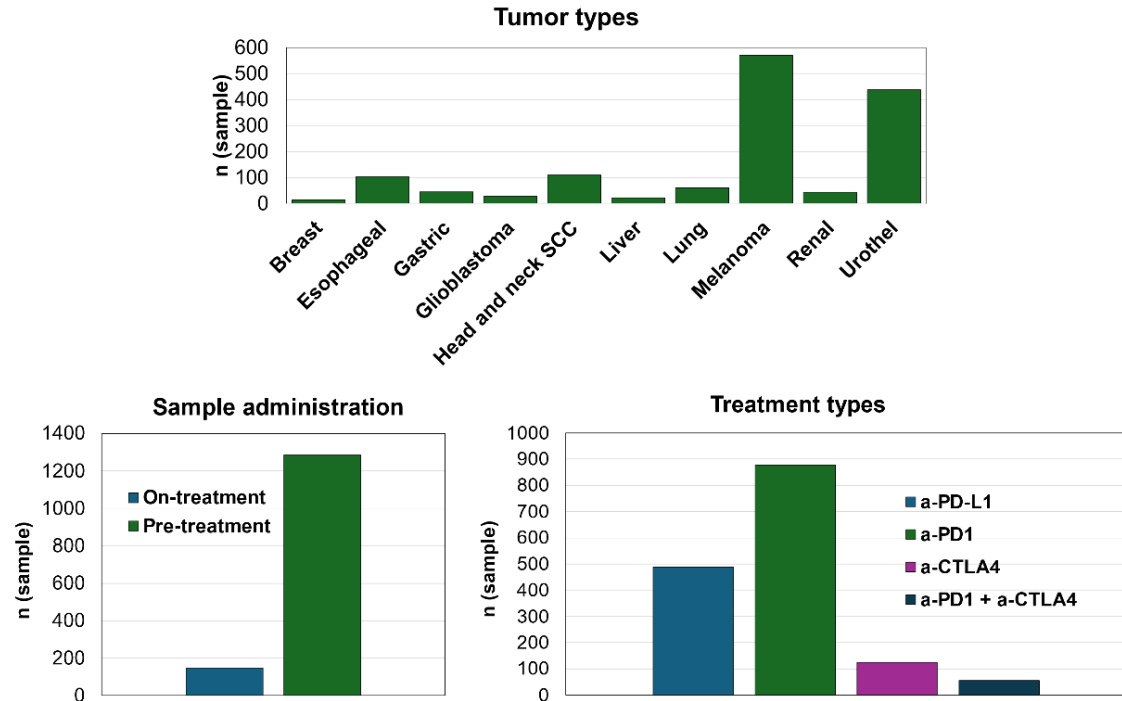 Tumor types
n (sample)
600
500
400
300
200
100
0
Breast
Esophageal
Gastric
Glioblastoma
Head and neck SCC
Liver
Lung
Melanoma
Renal
Urothel
Sample administration
n (sample)
1400
1200
1000
800
600
400
200
0
On-treatment
Pre-treatment
Treatment types
n (sample)
1000
900
800
700
600
500
400
300
200
100
0
a-PD-L1
a-PD1
a-CTLA4
a-PD1 + a-CTLA4